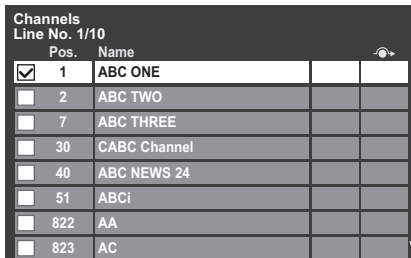 Channels
Line No. 1/10
Pos. Name
1 ABC ONE
2 ABC TWO
7 ABC THREE
30 CABC Channel
40 ABC NEWS 24
51 ABCi
822 AA
823 AC